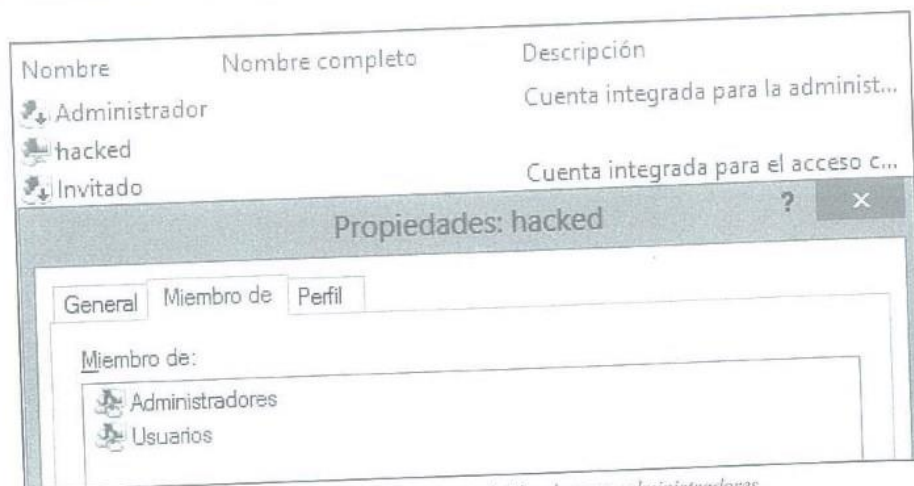 Nombre Nombre completo Descripción
Administrador Cuenta integrada para la administ...
hacked
Invitado Cuenta integrada para el acceso c...
Propiedades: hacked ? ×
General Miembro de Perfil
Miembro de:
Administradores
Usuarios
administradores